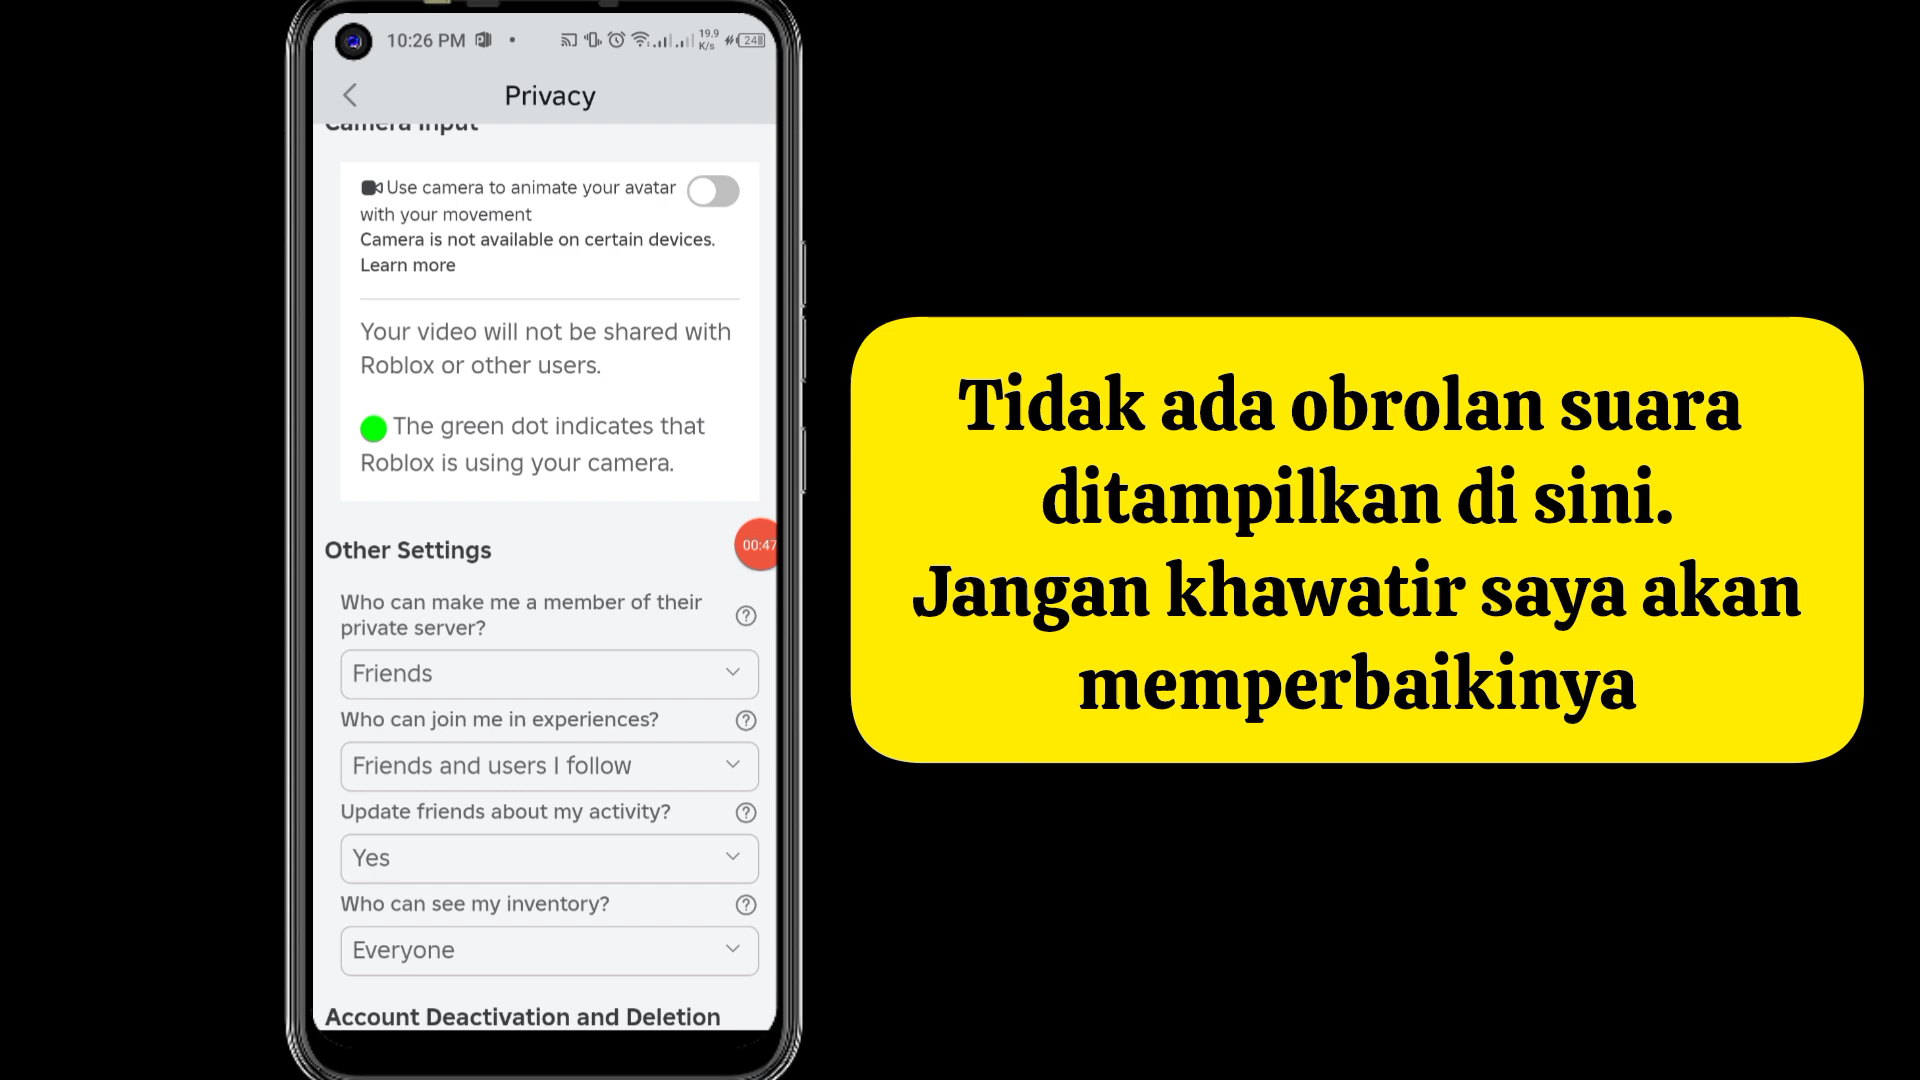 10:26 PM
19.9
K/s
24
Privacy
Camera Input
Use camera to animate your avatar
with your movement
Camera is not available on certain devices.
Learn more
Your video will not be shared with
Roblox or other users.
The green dot indicates that
Roblox is using your camera.
Other Settings
00:47
Who can make me a member of their
private server?
Friends
Who can join me in experiences?
Friends and users I follow
Update friends about my activity?
Yes
Who can see my inventory?
Everyone
Account Deactivation and Deletion
Tidak ada obrolan suara
ditampilkan di sini.
Jangan khawatir saya akan
memperbaikinya